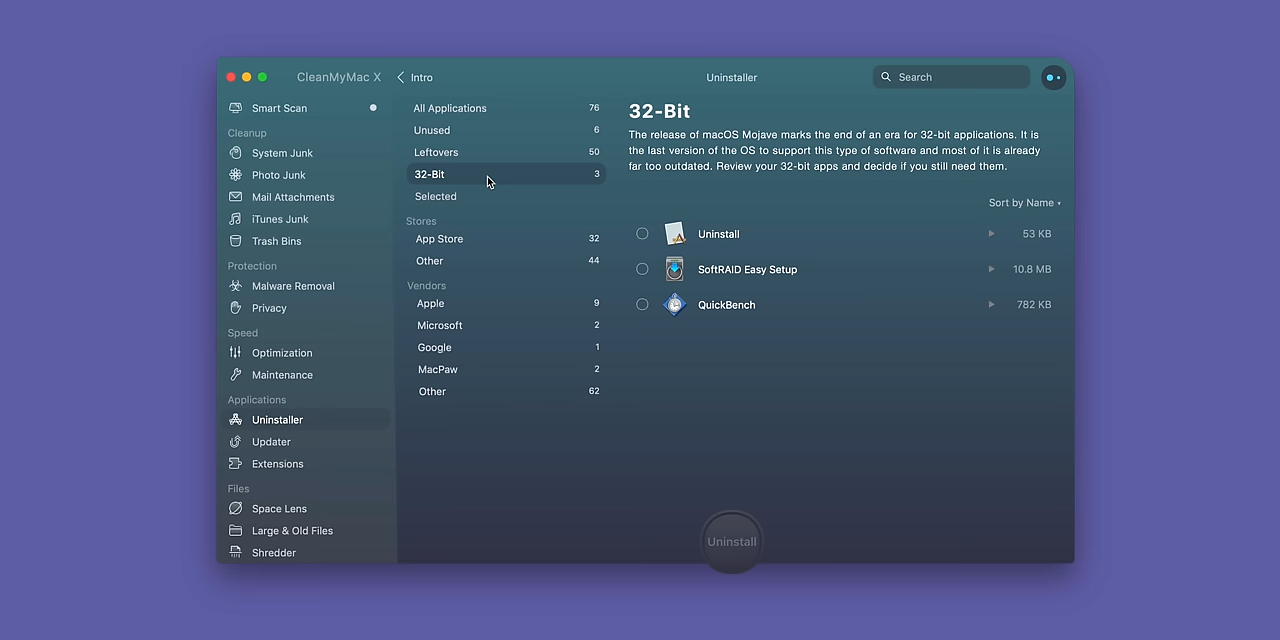 CleanMyMac X
Intro
Uninstaller
Search
Smart Scan
Cleanup
System Junk
Photo Junk
Mail Attachments
iTunes Junk
Trash Bins
Protection
Malware Removal
Privacy
Speed
Optimization
Maintenance
Applications
Uninstaller
Updater
Extensions
Files
Space Lens
Large & Old Files
Shredder
All Applications 76
Unused 6
Leftovers 50
32-Bit 3
Selected
Stores
App Store 32
Other 44
Vendors
Apple 9
Microsoft 2
Google 1
MacPaw 2
Other 62
32-Bit
The release of macOS Mojave marks the end of an era for 32-bit applications. It is
the last version of the OS to support this type of software and most of it is already
far too outdated. Review your 32-bit apps and decide if you still need them.
Sort by Name
Uninstall 53 KB
SoftRAID Easy Setup 10.8 MB
QuickBench 782 KB
Uninstall